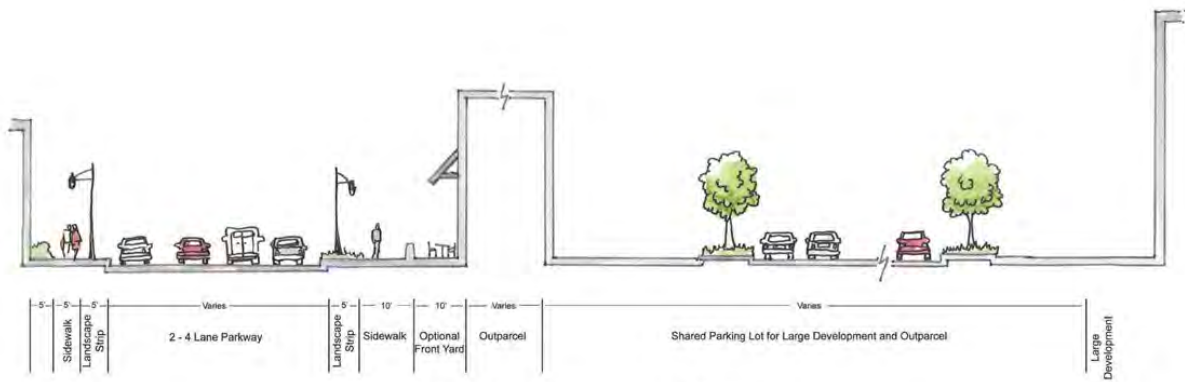 5' 5' 5' Varies 5' 10' 10' Varies Varies
Sidewalk
Landscape
Strip
2 - 4 Lane Parkway
Landscape
Strip
Sidewalk
Optional
Front Yard
Outparcel
Shared Parking Lot for Large Development and Outparcel
Large
Development